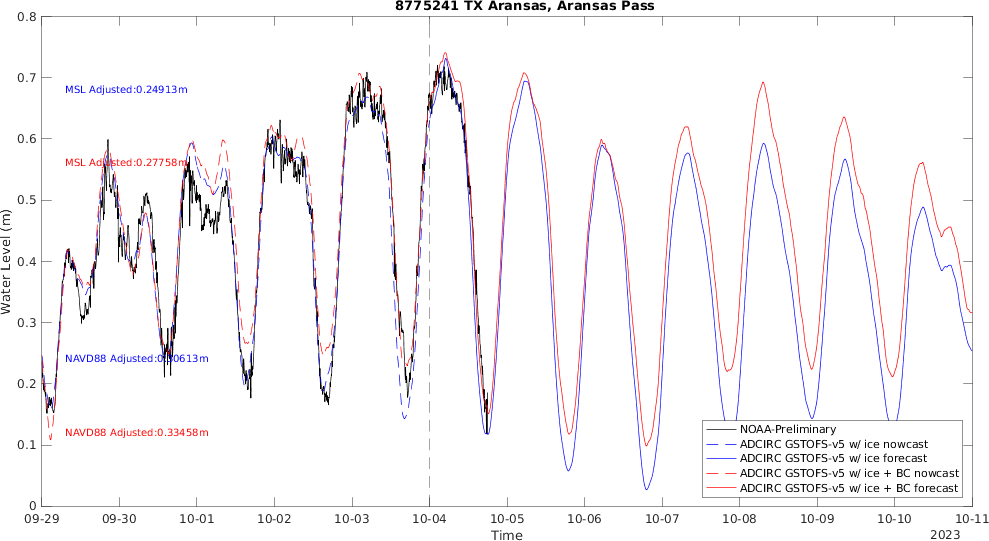 8775241 TX Aransas, Aransas Pass
0.8
0.7
0.6
0.5
0.4
0.3
0.2
0.1
0
Water Level (m)
MSL Adjusted:0.24913m
MSL Adjusted:0.27758m
NAVD88 Adjusted:0.30613m
NAVD88 Adjusted:0.33458m
NOAA-Preliminary
ADCIRC GSTOFS-v5 w/ ice nowcast
ADCIRC GSTOFS-v5 w/ ice forecast
ADCIRC GSTOFS-v5 w/ ice + BC nowcast
ADCIRC GSTOFS-v5 w/ ice + BC forecast
09-29 09-30 10-01 10-02 10-03 10-04 10-05 10-06 10-07 10-08 10-09 10-10 10-11
Time
2023